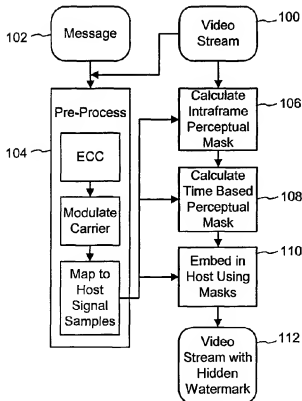 102
Message
Video
Stream
100
104
Pre-Process
ECC
Modulate
Carrier
Map to
Host
Signal
Samples
Calculate
Intraframe
Perceptual
Mask
106
Calculate
Time Based
Perceptual
Mask
108
Embed in
Host Using
Masks
110
Video
Stream with
Hidden
Watermark
112